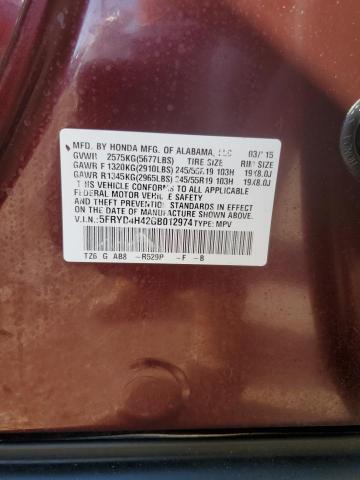 MFD. BY HONDA MFG. OF ALABAMA, LLC 03/ 15
GVWR 2575KG(5677LBS) TIRE SIZE RIM SIZE
GAWR F 1320KG(2910LBS) 245/55R19 103H 19X8.0J
GAWR R1345KG(2965LBS) 245/55R19 103H 19X8.0J
THIS VEHICLE CONFORMS TO ALL APPLICABLE
FEDERAL MOTOR VEHICLE SAFETY AND
THEFT PREVENTION STANDARDS IN EFFECT ON
THE DATE OF MANUFACTURE SHOWN ABOVE.
V.I.N.: 5FRYD4H42GB012974 TYPE: MPV
TZ6 G AB8 -R529P -F -B